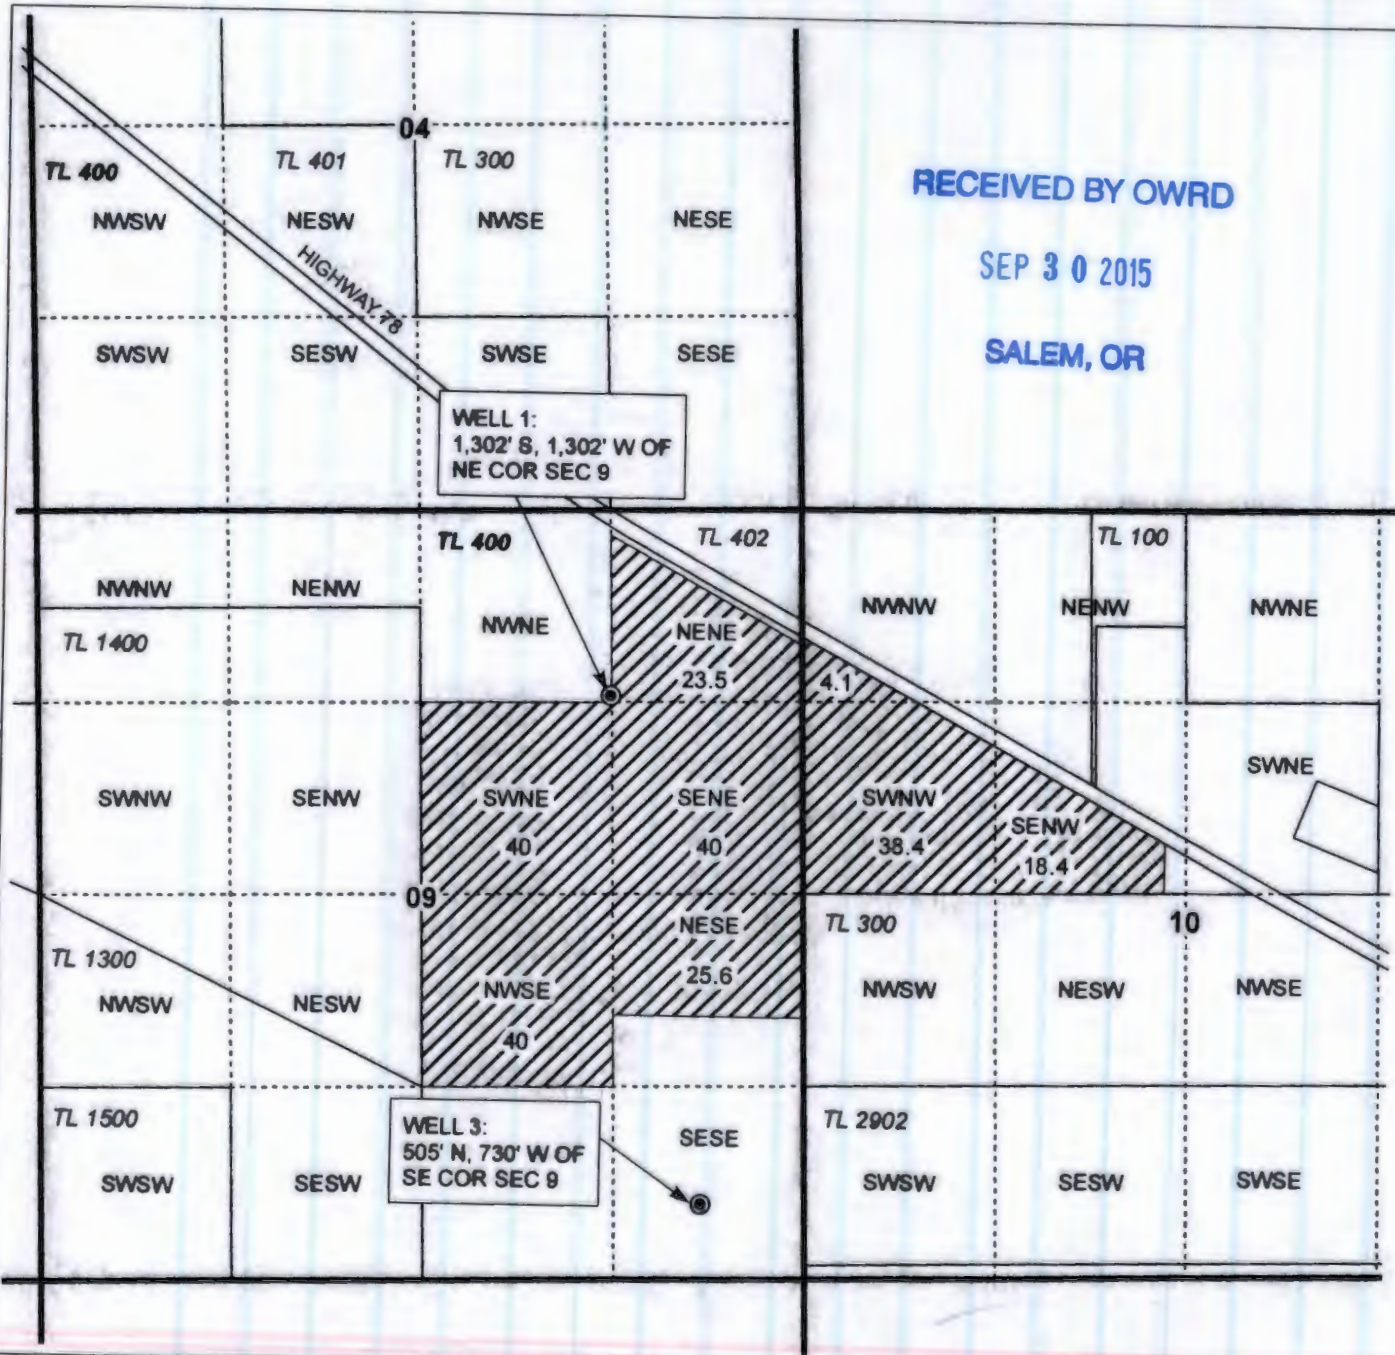 04
TL 400
TL 401
TL 300
RECEIVED BY OWRD
NWSW
NESW
NWSE
NESE
SEP 30 2015
HIGHWAY 78
SWSW
SESW
SWSE
SESE
SALEM, OR
WELL 1:
1,302' S, 1,302' W OF
NE COR SEC 9
TL 400
TL 402
TL 100
NWNW
NENW
NWNE
NENE
23.5
NWNW
NENW
NWNE
TL 1400
4.1
SWNW
SENW
SWNE
40
SENE
40
SWNW
38.4
SENW
18.4
SWNE
09
10
TL 1300
NWSW
NESW
NWSE
40
NESE
25.6
TL 300
NWSW
NESW
NWSE
TL 1500
WELL 3:
505' N, 730' W OF
SE COR SEC 9
SESE
TL 2902
SWSW
SESW
SWSW
SESW
SWSE